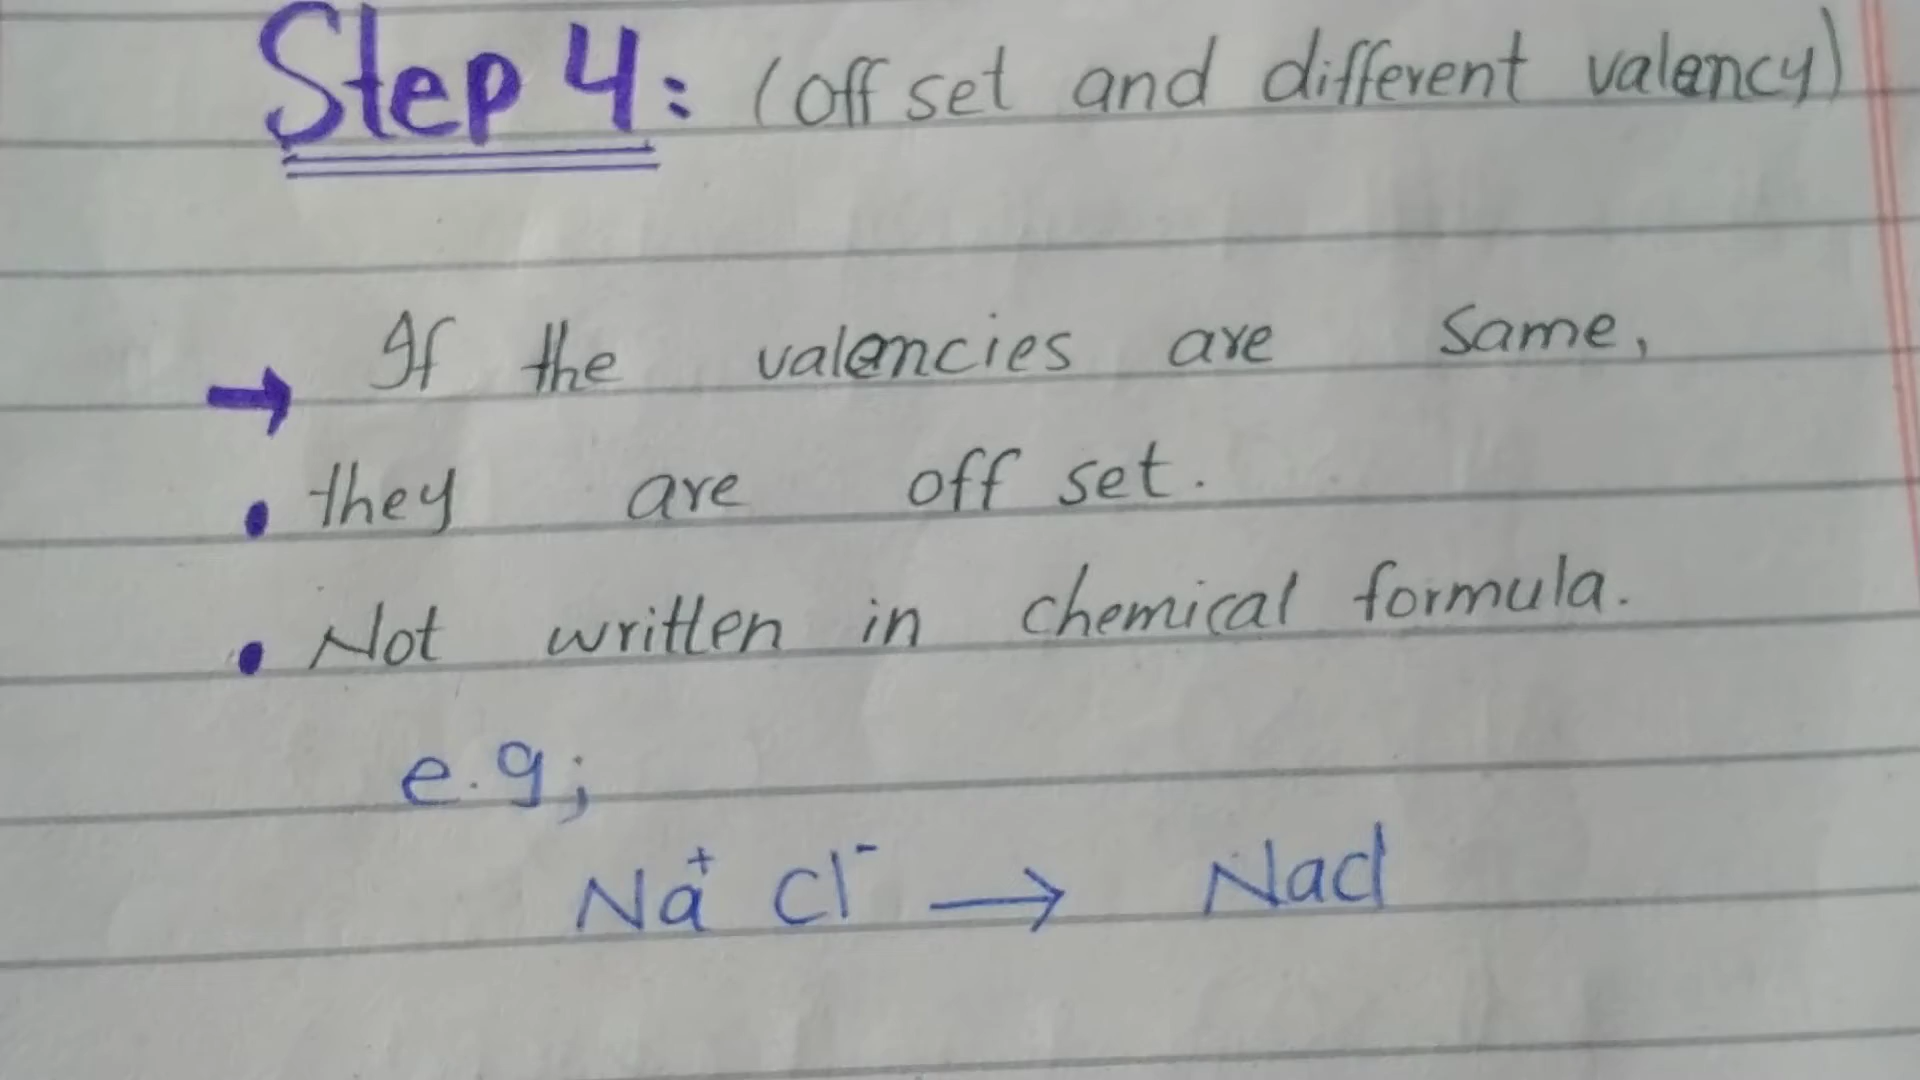 Step 4: (off set and different valency)
If the valencies are same,
they are off set.
Not written in chemical formula.
e.g;
Na⁺ Cl⁻ → Nacl